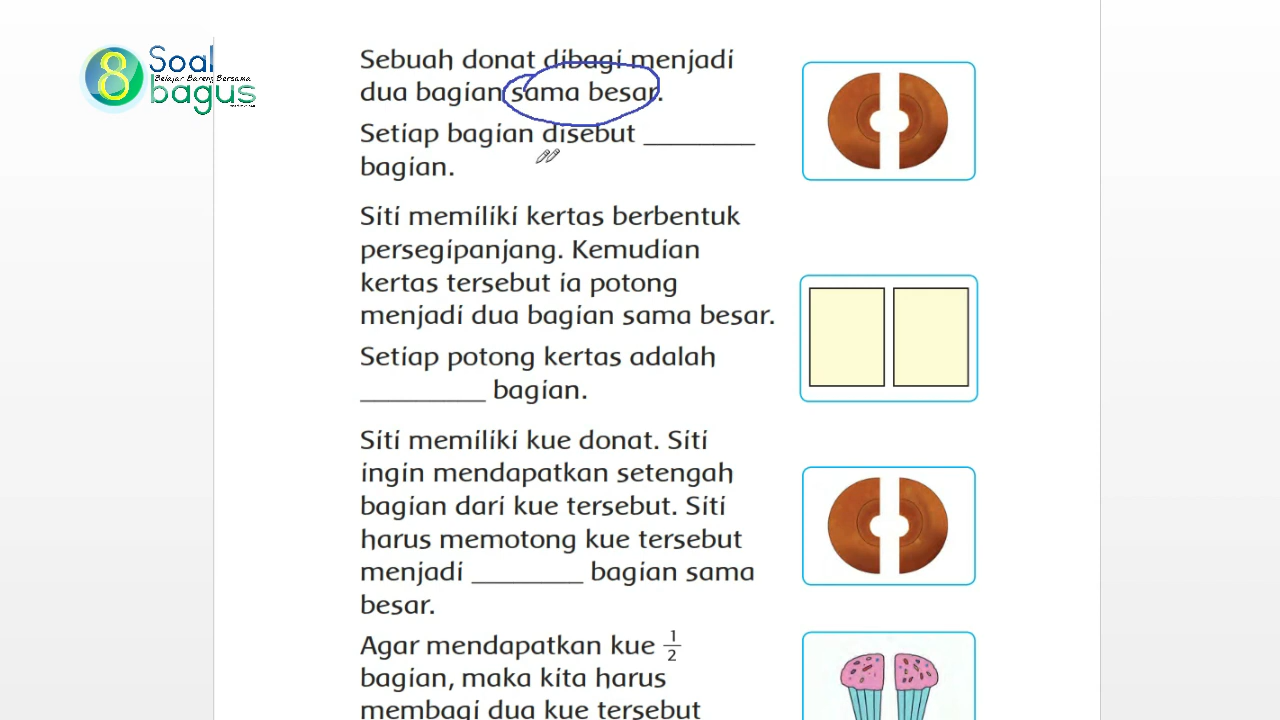 8
Soal
Belajar Bareng Bersama
bagus
Sebuah donat dibagi menjadi
dua bagian sama besar.
Setiap bagian disebut ________
bagian.
Siti memiliki kertas berbentuk
persegipanjang. Kemudian
kertas tersebut ia potong
menjadi dua bagian sama besar.
Setiap potong kertas adalah
_________ bagian.
Siti memiliki kue donat. Siti
ingin mendapatkan setengah
bagian dari kue tersebut. Siti
harus memotong kue tersebut
menjadi ________ bagian sama
besar.
Agar mendapatkan kue 1/2
bagian, maka kita harus
membagi dua kue tersebut